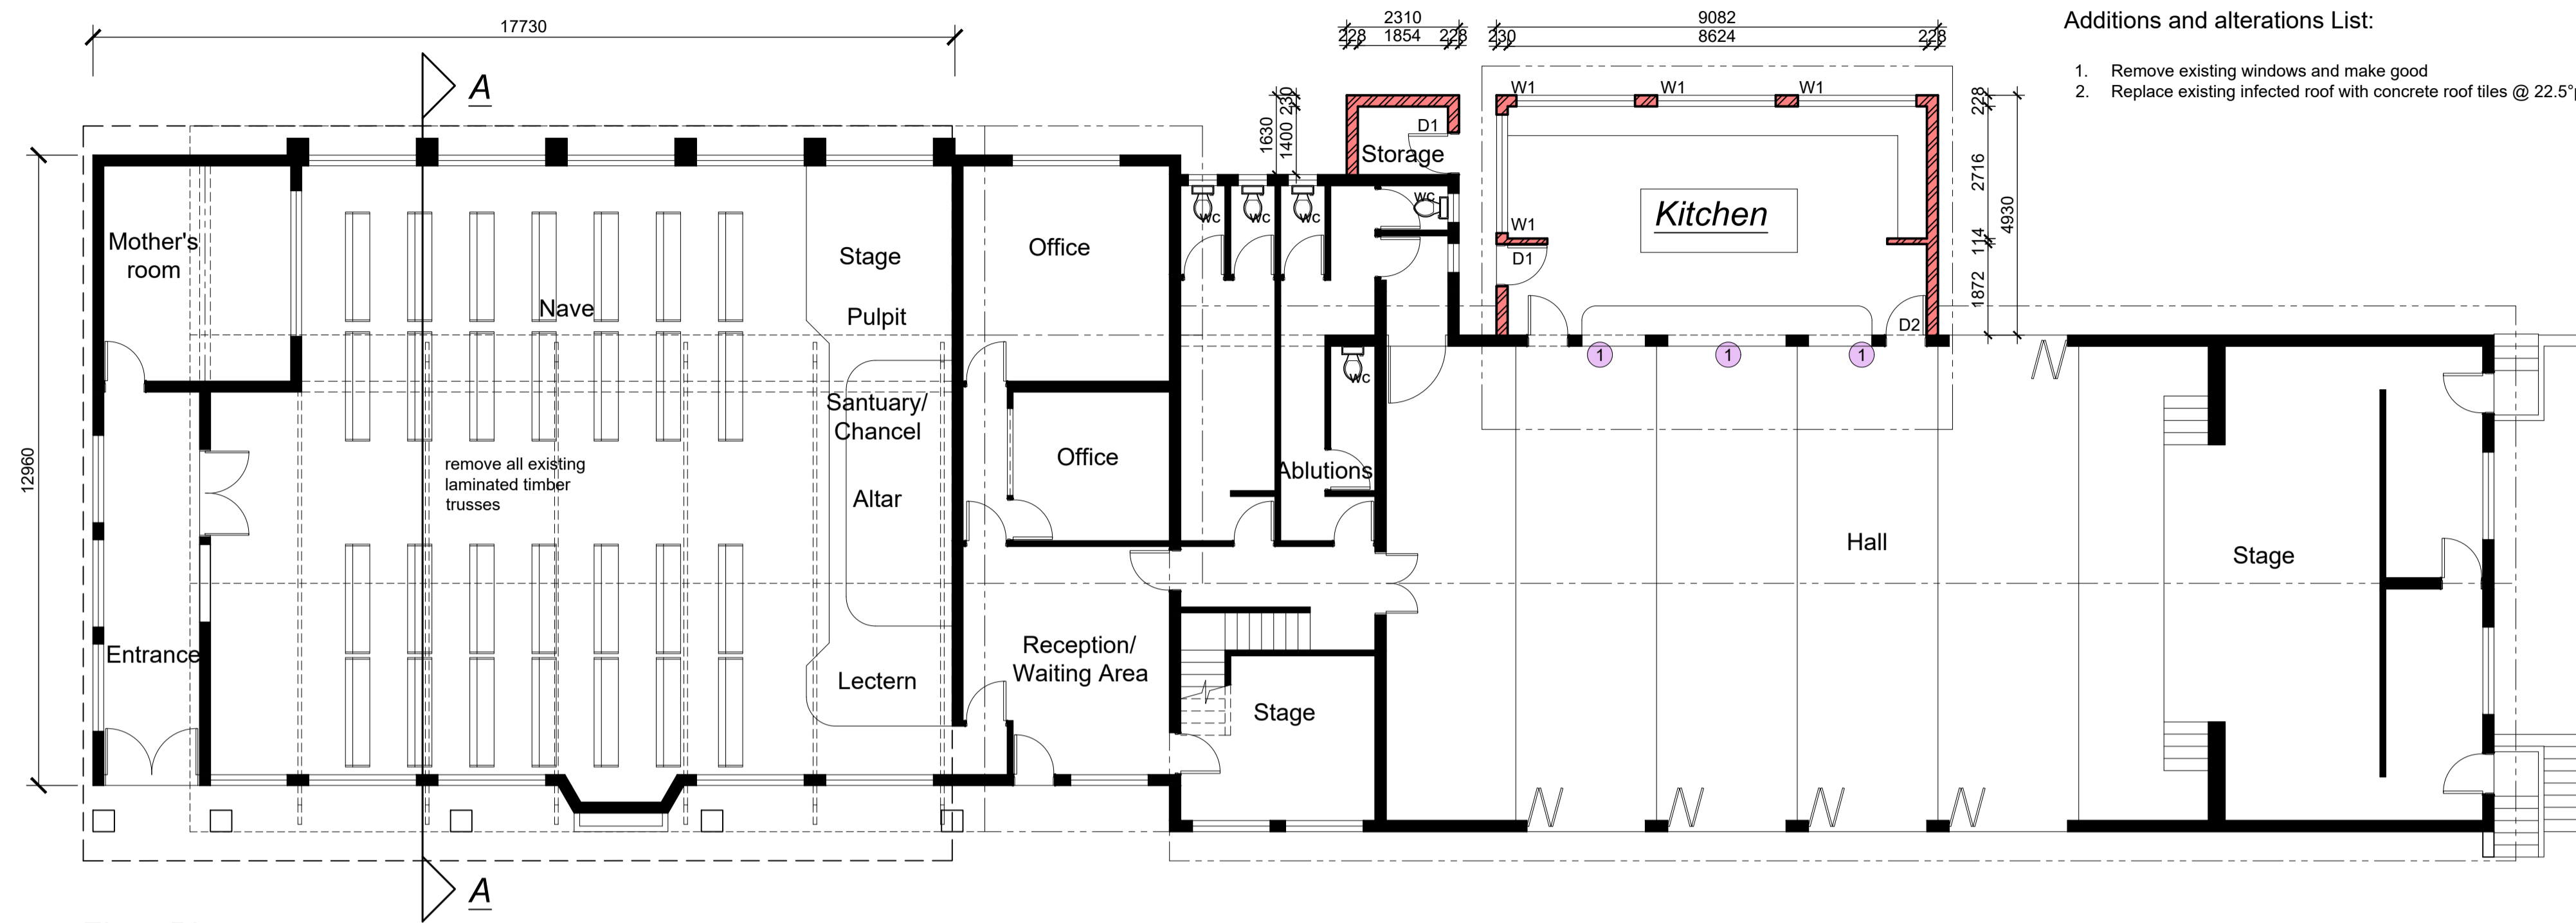 Additions and alterations List:
1. Remove existing windows and make good
2. Replace existing infected roof with concrete roof tiles @ 22.5°
17730
2310
228 1854 228
9082
230 8624 228
A
W1 W1 W1
228
230
1630
1400
D1
Storage
2716
4930
114
1872
12960
Mother's
room
Nave
Stage
Pulpit
Office
WC WC WC WC
Kitchen
W1
D1
D2
1 1 1
WC
Santuary/
Chancel
Office
Ablutions
remove all existing
laminated timber
trusses
Altar
Hall
Stage
Entrance
Reception/
Waiting Area
Lectern
Stage
A